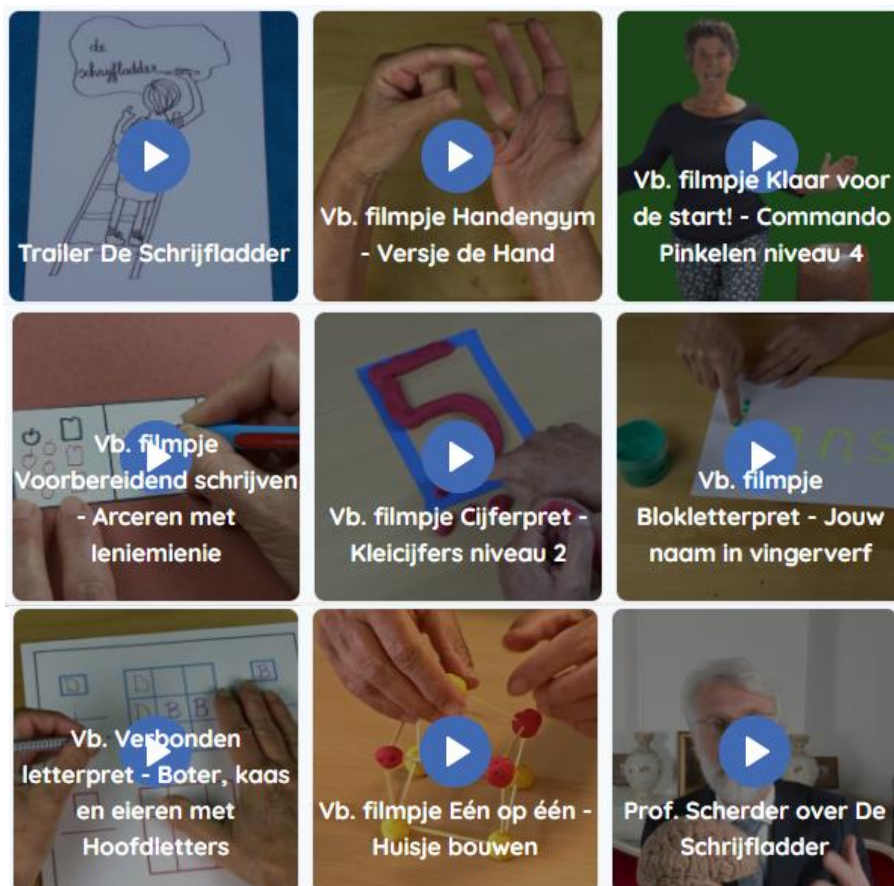 de
schrijfladder
Trailer De Schrijfladder
Vb. filmpje Handengym
- Versje de Hand
Vb. filmpje Klaar voor
de start! - Commando
Pinkelen niveau 4
Vb. filmpje
Voorbereidend schrijven
- Arceren met
leniemienie
5
Vb. filmpje Cijferpret -
Kleicijfers niveau 2
ns
Vb. filmpje
Blokletterpret - Jouw
naam in vingerverf
D
D
B
D B B
Vb. Verbonden
letterpret - Boter, kaas
en eieren met
Hoofdletters
Vb. filmpje Eén op één -
Huisje bouwen
Prof. Scherder over De
Schrijfladder